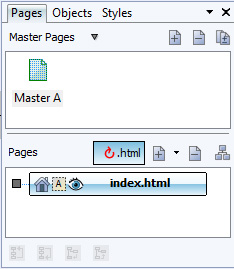 Pages Objects Styles
Master Pages
Master A
Pages .html
A index.html